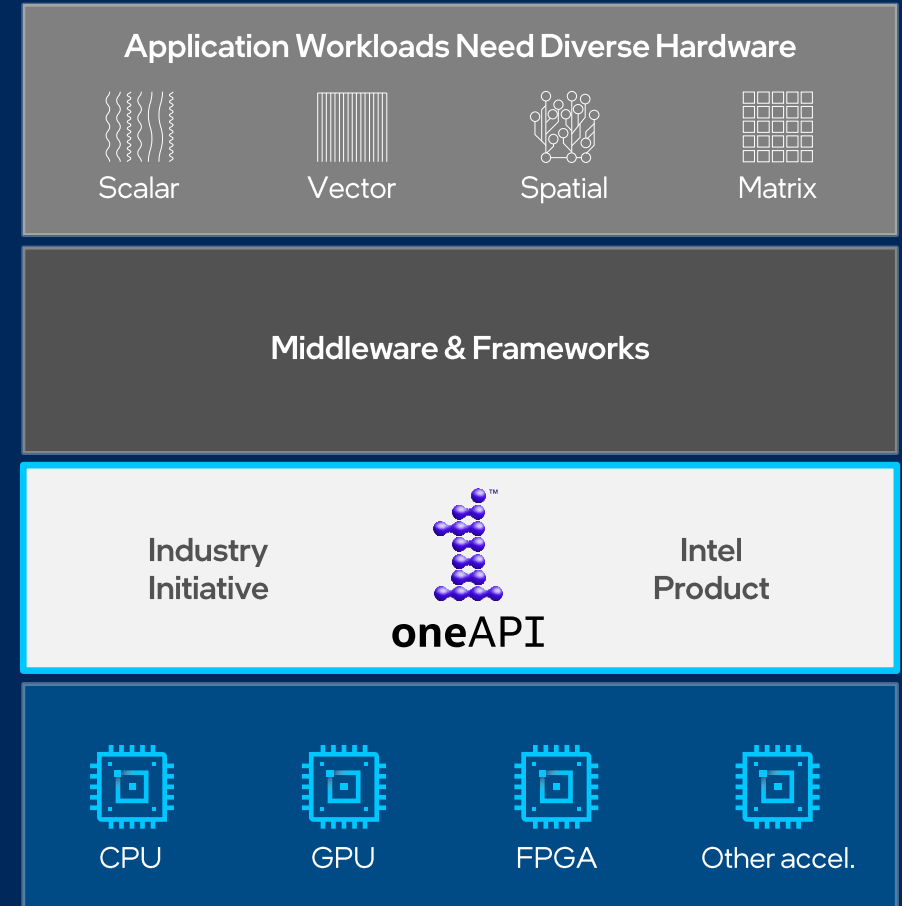 Application Workloads Need Diverse Hardware
Scalar
Vector
Spatial
Matrix
Middleware & Frameworks
Industry
Initiative
™
oneAPI
Intel
Product
CPU
GPU
FPGA
Other accel.